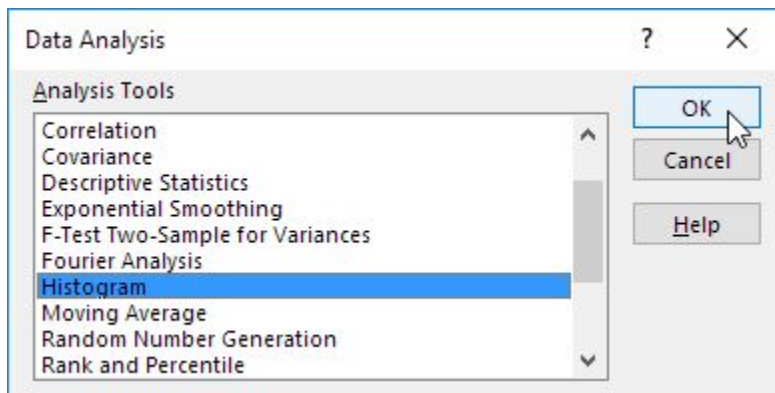 Data Analysis ? X
Analysis Tools
OK
Correlation
Covariance
Cancel
Descriptive Statistics
Exponential Smoothing
Help
F-Test Two-Sample for Variances
Fourier Analysis
Histogram
Moving Average
Random Number Generation
Rank and Percentile